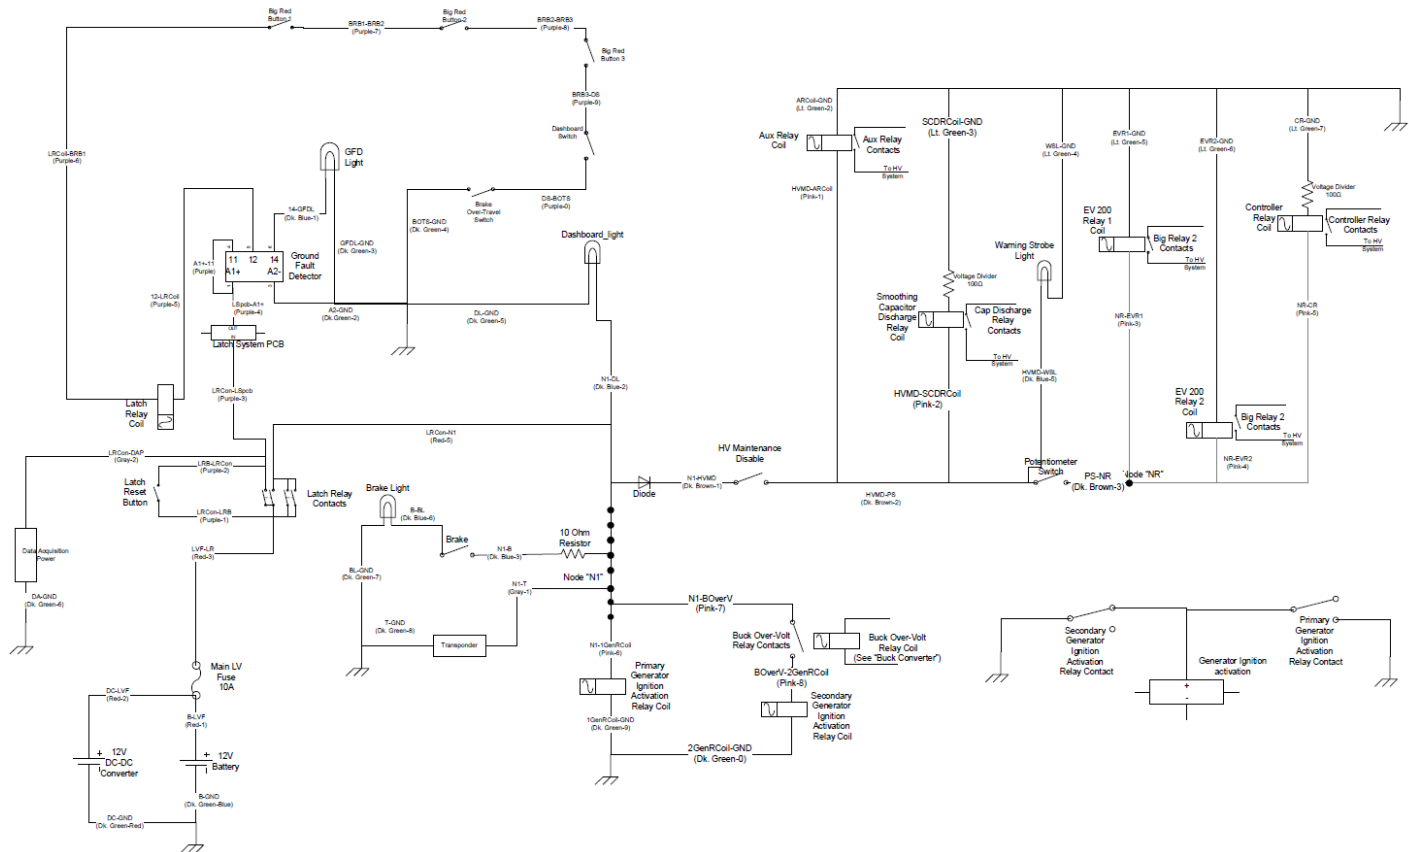 Big Red
Button 1
BRB1-BRB2
(Purple-7)
Big Red
Button 2
BRB2-BRB3
(Purple-8)
Big Red
Button 3
BRB3-DS
(Purple-9)
Dashboard
Switch
LRCoil-BRB1
(Purple-6)
GFD
Light
14-GFDL
(Dk. Blue-1)
BOTS-GND
(Dk. Green-4)
Brake
Over-Travel
Switch
DS-BOTS
(Purple-0)
GFDL-GND
(Dk. Green-3)
Dashboard_light
A1+-11
(Purple)
11
12
14
A1+
A2-
Ground
Fault
Detector
12-LRCoil
(Purple-5)
LSpcb-A1+
(Purple-4)
A2-GND
(Dk.Green-2)
DL-GND
(Dk. Green-5)
OUT
IN
Latch System PCB
LRCon-LSpcb
(Purple-3)
Latch
Relay
Coil
N1-DL
(Dk. Blue-2)
LRCon-N1
(Red-5)
LRCon-DAP
(Gray-2)
LRB-LRCon
(Purple-2)
Latch
Reset
Button
LRCon-LRB
(Purple-1)
Latch Relay
Contacts
LVF-LR
(Red-3)
Data Acquisition
Power
DA-GND
(Dk. Green-6)
Main LV
Fuse
10A
DC-LVF
(Red-2)
B-LVF
(Red-1)
+
12V
DC-DC
Converter
+
12V
Battery
B-GND
(Dk. Green-Blue)
DC-GND
(Dk. Green-Red)
Brake Light
B-BL
(Dk. Blue-6)
Brake
N1-B
(Dk. Blue-3)
10 Ohm
Resistor
BL-GND
(Dk. Green-7)
N1-T
(Gray-1)
Node "N1"
T-GND
(Dk. Green-8)
Transponder
N1-1GenRCoil
(Pink-6)
Primary
Generator
Ignition
Activation
Relay Coil
1GenRCoil-GND
(Dk. Green-9)
N1-BOverV
(Pink-7)
Buck Over-Volt
Relay Contacts
Buck Over-Volt
Relay Coil
(See "Buck Converter")
BOverV-2GenRCoil
(Pink-8)
Secondary
Generator
Ignition
Activation
Relay Coil
2GenRCoil-GND
(Dk. Green-0)
Diode
N1-HVMD
(Dk. Brown-1)
HV Maintenance
Disable
HVMD-PS
(Dk. Brown-2)
ARCoil-GND
(Lt. Green-2)
Aux Relay
Coil
Aux Relay
Contacts
To HV
System
HVMD-ARCoil
(Pink-1)
SCDRCoil-GND
(Lt. Green-3)
Voltage Divider
100Ω
Smoothing
Capacitor
Discharge
Relay
Coil
Cap Discharge
Relay
Contacts
To HV
System
HVMD-SCDRCoil
(Pink-2)
WSL-GND
(Lt. Green-4)
Warning Strobe
Light
HVMD-WSL
(Dk. Blue-5)
Potentiometer
Switch
PS-NR
(Dk. Brown-3)
Node "NR"
EVR1-GND
(Lt. Green-5)
EV 200
Relay 1
Coil
Big Relay 2
Contacts
To HV
System
NR-EVR1
(Pink-3)
EVR2-GND
(Lt. Green-6)
EV 200
Relay 2
Coil
Big Relay 2
Contacts
To HV
System
NR-EVR2
(Pink-4)
CR-GND
(Lt. Green-7)
Voltage Divider
100Ω
Controller
Relay
Coil
Controller Relay
Contacts
To HV
System
NR-CR
(Pink-5)
Secondary
Generator
Ignition
Activation
Relay Contact
Primary
Generator
Ignition
Activation
Relay Contact
Generator Ignition
activation
+
-